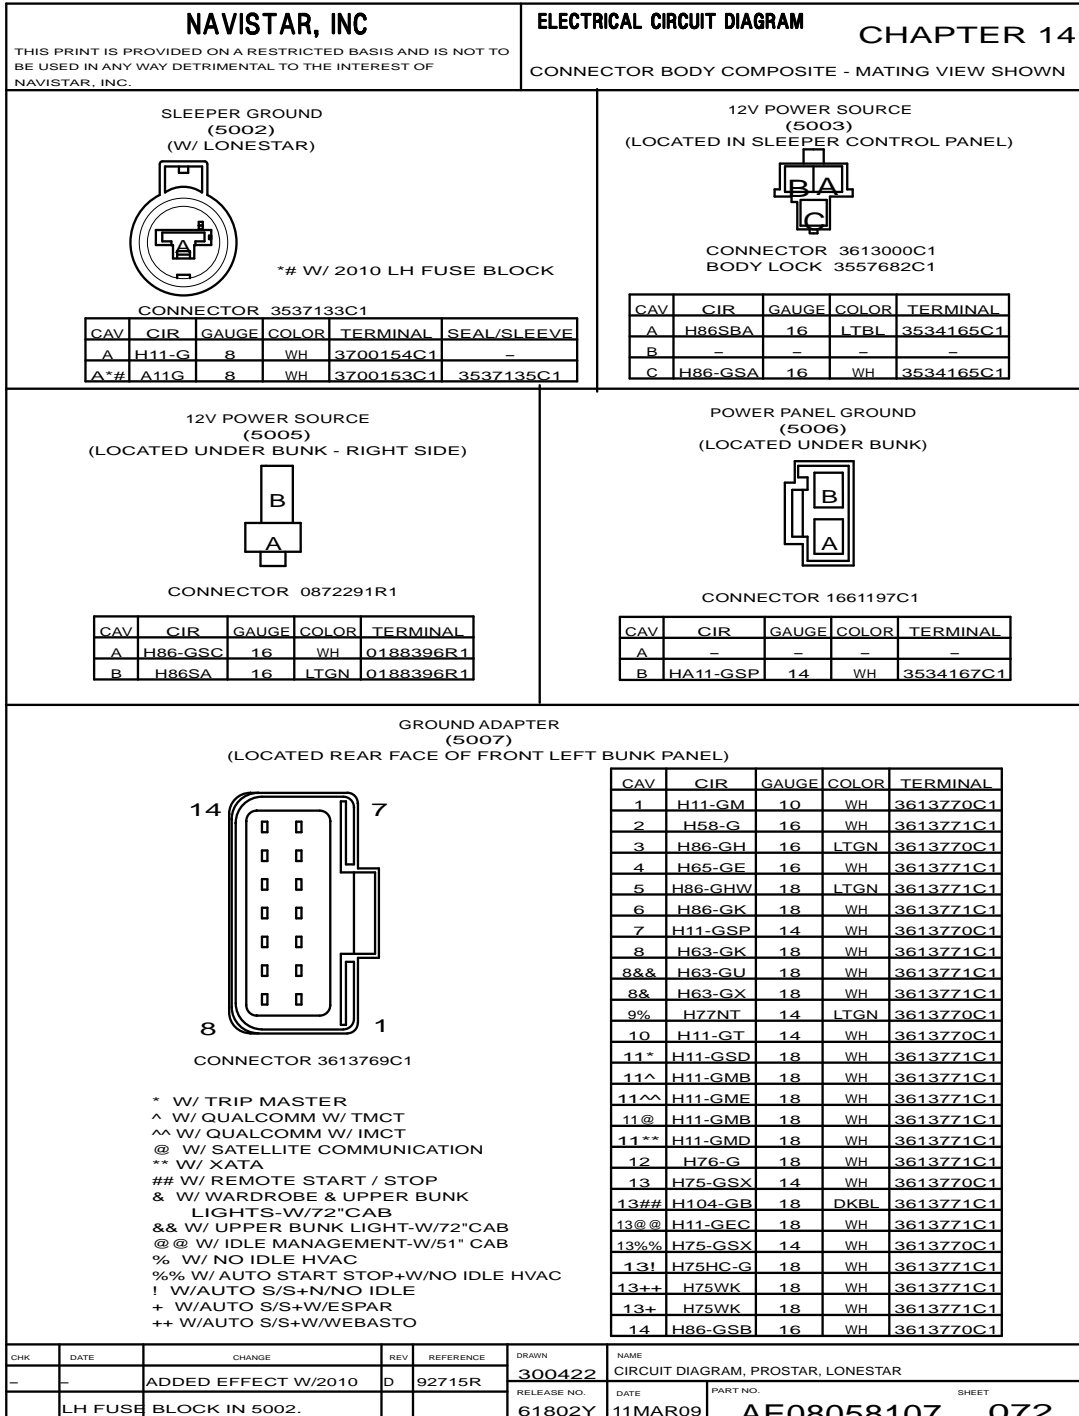 NAVISTAR, INC
THIS PRINT IS PROVIDED ON A RESTRICTED BASIS AND IS NOT TO
BE USED IN ANY WAY DETRIMENTAL TO THE INTEREST OF
NAVISTAR, INC.
ELECTRICAL CIRCUIT DIAGRAM
CHAPTER 14
CONNECTOR BODY COMPOSITE - MATING VIEW SHOWN
SLEEPER GROUND
(5002)
(W/ LONESTAR)
A
*# W/ 2010 LH FUSE BLOCK
CONNECTOR 3537133C1
CAV CIR GAUGE COLOR TERMINAL SEAL/SLEEVE
A H11-G 8 WH 3700154C1 –
A*# A11G 8 WH 3700153C1 3537135C1
12V POWER SOURCE
(5003)
(LOCATED IN SLEEPER CONTROL PANEL)
B A
C
CONNECTOR 3613000C1
BODY LOCK 3557682C1
CAV CIR GAUGE COLOR TERMINAL
A H86SBA 16 LTBL 3534165C1
B – – – –
C H86-GSA 16 WH 3534165C1
12V POWER SOURCE
(5005)
(LOCATED UNDER BUNK - RIGHT SIDE)
B
A
CONNECTOR 0872291R1
CAV CIR GAUGE COLOR TERMINAL
A H86-GSC 16 WH 0188396R1
B H86SA 16 LTGN 0188396R1
POWER PANEL GROUND
(5006)
(LOCATED UNDER BUNK)
B
A
CONNECTOR 1661197C1
CAV CIR GAUGE COLOR TERMINAL
A – – – –
B HA11-GSP 14 WH 3534167C1
GROUND ADAPTER
(5007)
(LOCATED REAR FACE OF FRONT LEFT BUNK PANEL)
14 7
8 1
CONNECTOR 3613769C1
* W/ TRIP MASTER
^ W/ QUALCOMM W/ TMCT
^^ W/ QUALCOMM W/ IMCT
@ W/ SATELLITE COMMUNICATION
** W/ XATA
## W/ REMOTE START / STOP
& W/ WARDROBE & UPPER BUNK
LIGHTS-W/72"CAB
&& W/ UPPER BUNK LIGHT-W/72"CAB
@@ W/ IDLE MANAGEMENT-W/51" CAB
% W/ NO IDLE HVAC
%% W/ AUTO START STOP+W/NO IDLE HVAC
! W/AUTO S/S+N/NO IDLE
+ W/AUTO S/S+W/ESPAR
++ W/AUTO S/S+W/WEBASTO
CAV CIR GAUGE COLOR TERMINAL
1 H11-GM 10 WH 3613770C1
2 H58-G 16 WH 3613771C1
3 H86-GH 16 LTGN 3613770C1
4 H65-GE 16 WH 3613771C1
5 H86-GHW 18 LTGN 3613771C1
6 H86-GK 18 WH 3613771C1
7 H11-GSP 14 WH 3613770C1
8 H63-GK 18 WH 3613771C1
8&& H63-GU 18 WH 3613771C1
8& H63-GX 18 WH 3613771C1
9% H77NT 14 LTGN 3613770C1
10 H11-GT 14 WH 3613770C1
11* H11-GSD 18 WH 3613771C1
11^ H11-GMB 18 WH 3613771C1
11^^ H11-GME 18 WH 3613771C1
11@ H11-GMB 18 WH 3613771C1
11** H11-GMD 18 WH 3613771C1
12 H76-G 18 WH 3613771C1
13 H75-GSX 14 WH 3613770C1
13## H104-GB 18 DKBL 3613771C1
13@@ H11-GEC 18 WH 3613771C1
13%% H75-GSX 14 WH 3613771C1
13! H75HC-G 18 WH 3613771C1
13++ H75WK 18 WH 3613771C1
13+ H75WK 18 WH 3613771C1
14 H86-GSB 16 WH 3613770C1
CHK DATE CHANGE REV REFERENCE
– – ADDED EFFECT W/2010 D 92715R
LH FUSE BLOCK IN 5002.
DRAWN
300422
NAME
CIRCUIT DIAGRAM, PROSTAR, LONESTAR
RELEASE NO.
61802Y
DATE
11MAR09
PART NO.
AE08058107
SHEET
072